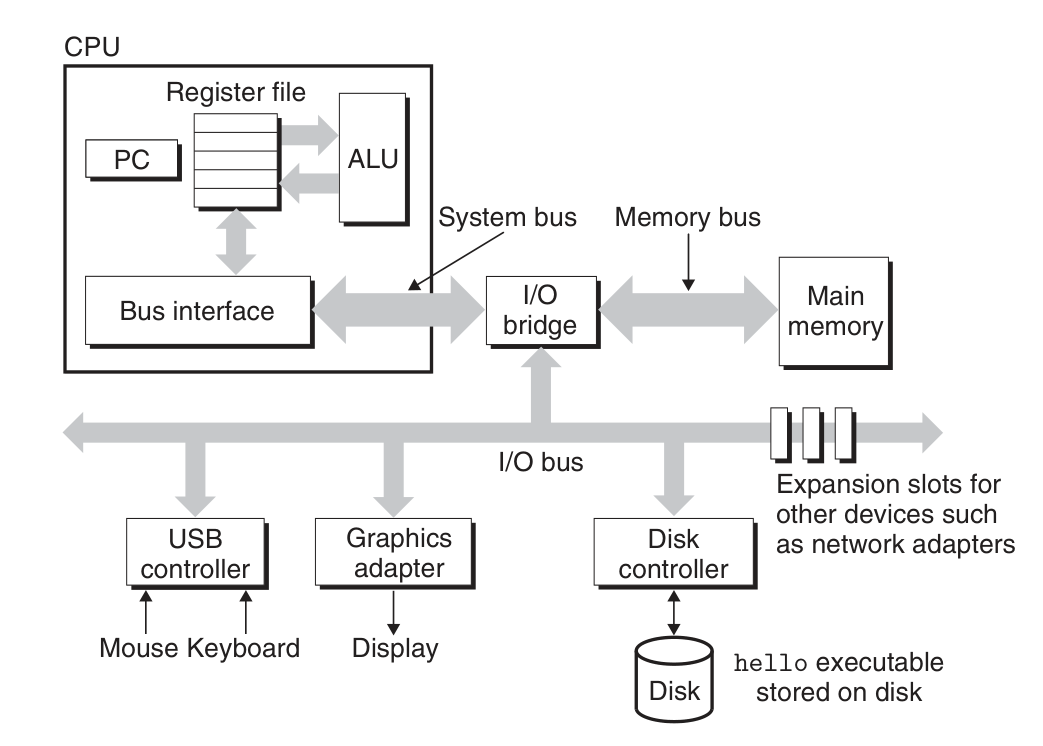 CPU
Register file
PC
ALU
System bus
Memory bus
Bus interface
I/O
bridge
Main
memory
I/O bus
Expansion slots for
other devices such
as network adapters
USB
controller
Graphics
adapter
Disk
controller
Mouse Keyboard
Display
Disk
hello executable
stored on disk